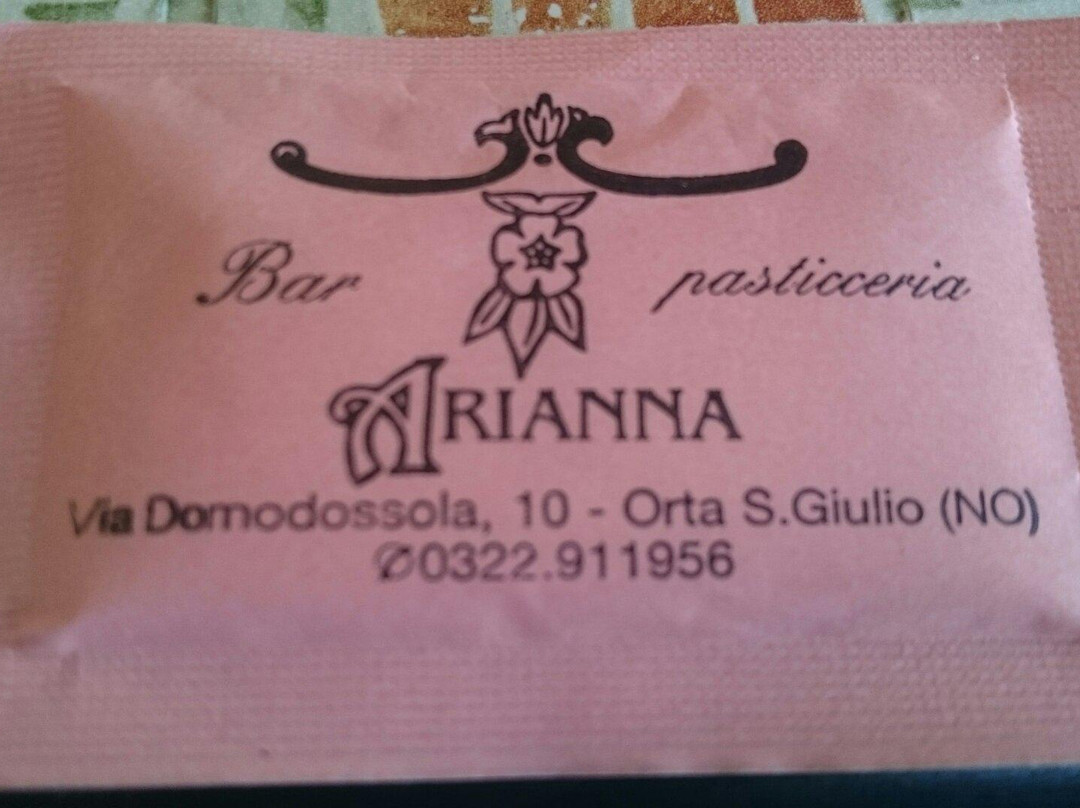 Bar pasticceria
ARIANNA
Via Domodossola, 10 - Orta S.Giulio (NO)
✆0322.911956